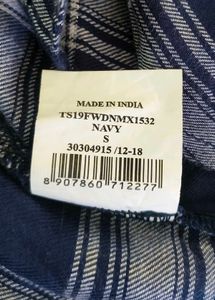 MADE IN INDIA
TS19FWDNMX1532
NAVY
S
30304915 /12-18
8 907860 712277